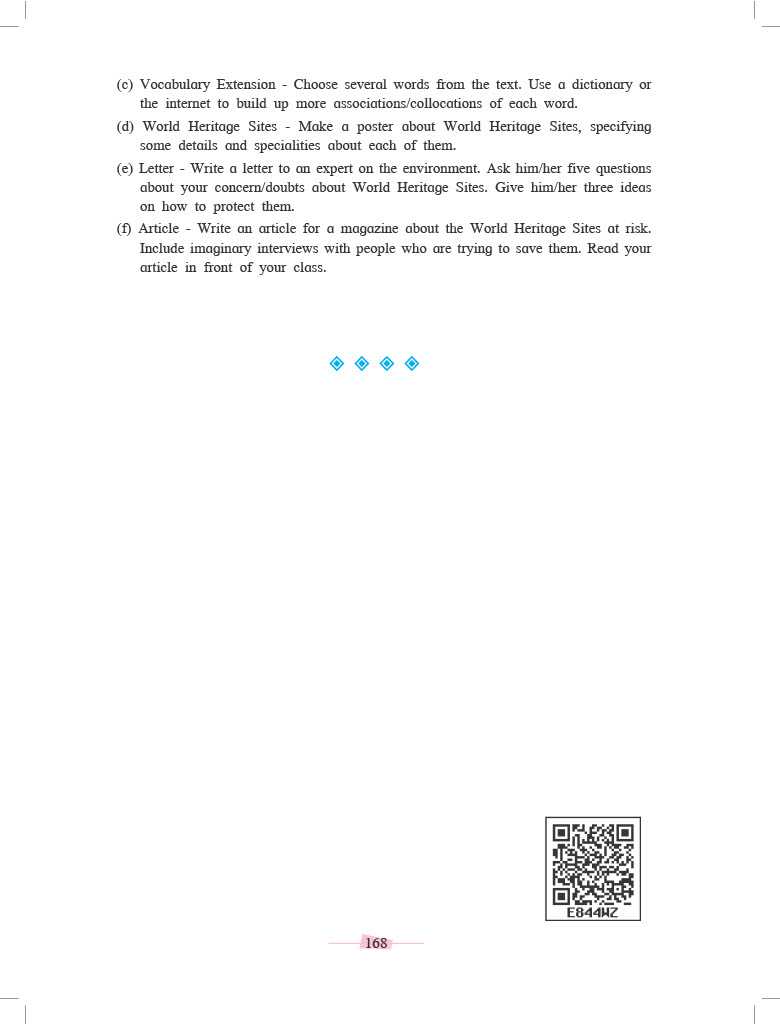 (c) Vocabulary Extension - Choose several words from the text. Use a dictionary or
the internet to build up more associations/collocations of each word.
(d) World Heritage Sites - Make a poster about World Heritage Sites, specifying
some details and specialities about each of them.
(e) Letter - Write a letter to an expert on the environment. Ask him/her five questions
about your concern/doubts about World Heritage Sites. Give him/her three ideas
on how to protect them.
(f) Article - Write an article for a magazine about the World Heritage Sites at risk.
Include imaginary interviews with people who are trying to save them. Read your
article in front of your class.
E844WZ
168